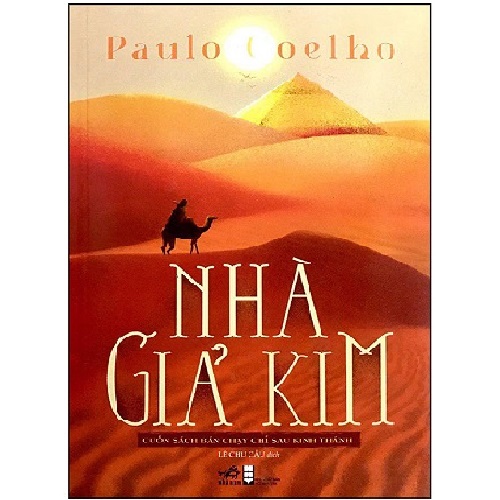 Paulo Coelho
NHÀ
GIẢ KIM
CUỐN SÁCH BÁN CHẠY CHỈ SAU KINH THÁNH
LÊ CHU CẦU dịch